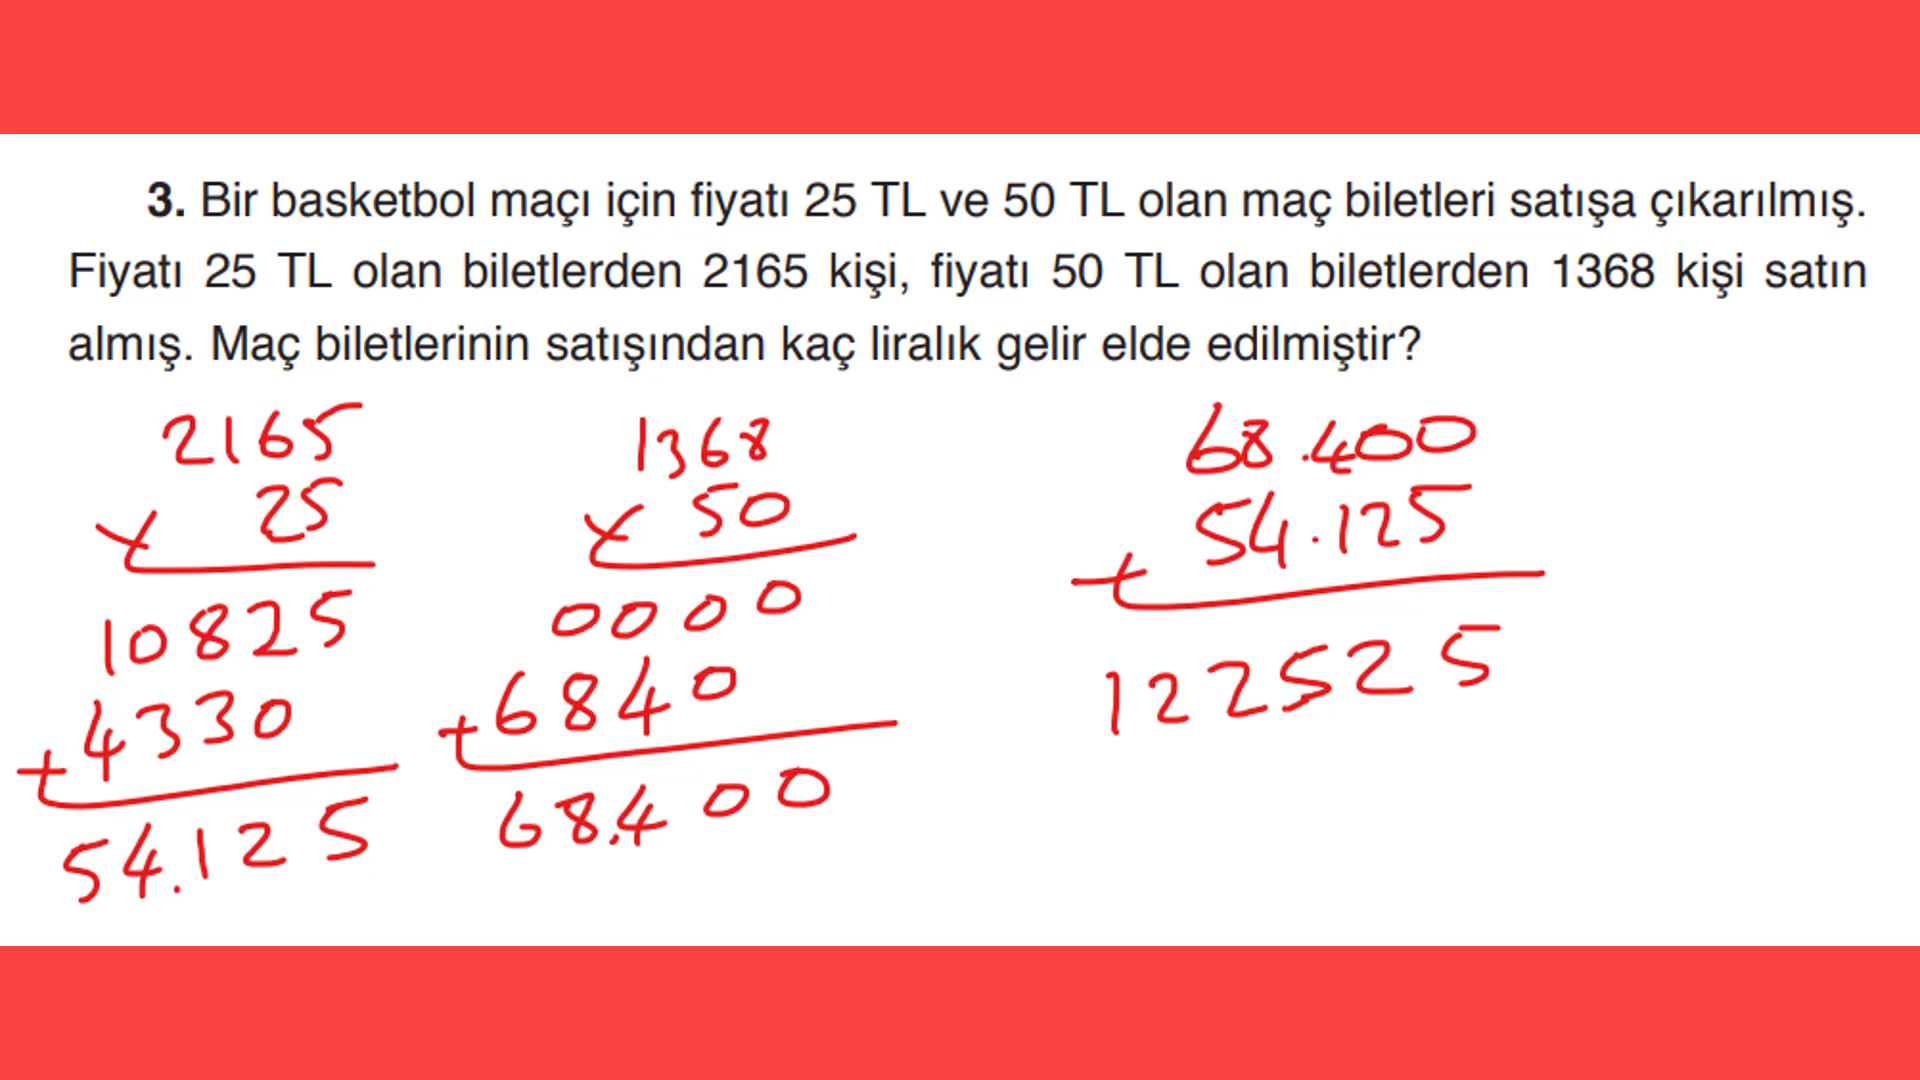 3. Bir basketbol maçı için fiyatı 25 TL ve 50 TL olan maç biletleri satışa çıkarılmış.
Fiyatı 25 TL olan biletlerden 2165 kişi, fiyatı 50 TL olan biletlerden 1368 kişi satın
almış. Maç biletlerinin satışından kaç liralık gelir elde edilmiştir?
2165
x 25
10825
+4330
54.125
1368
x 50
0000
+6840
68.400
68.400
54.125
+
122525